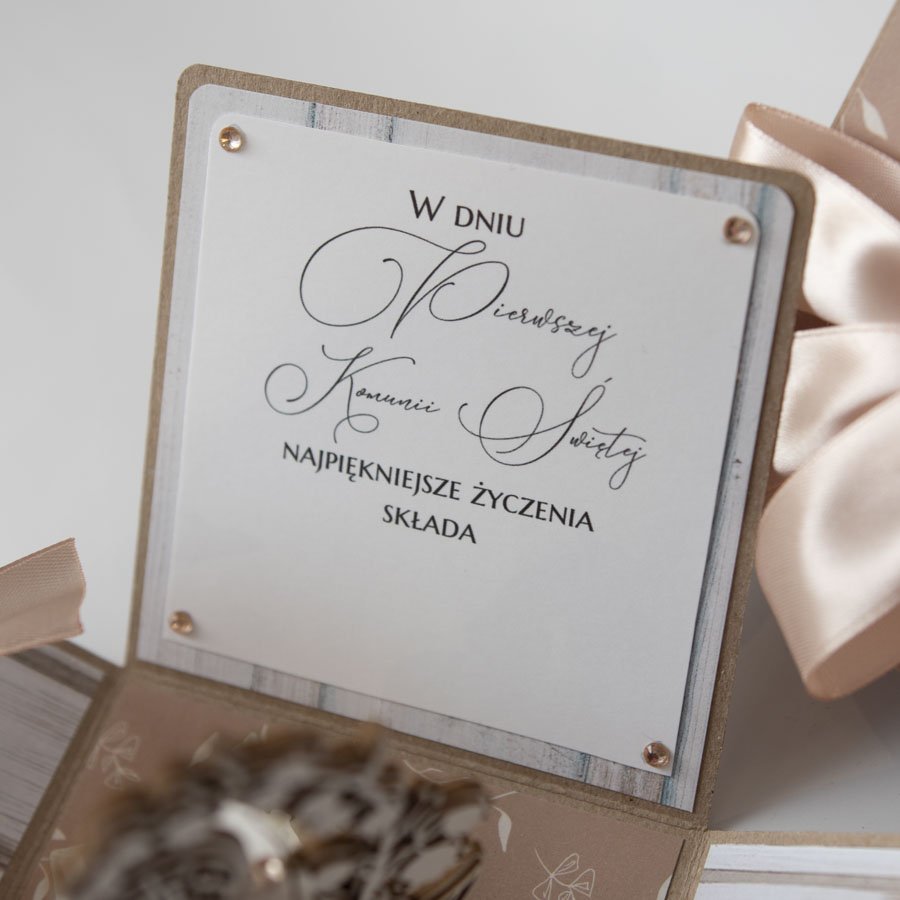 W DNIU
Pierwszej
Komunii Świętej
NAJPIĘKNIEJSZE ŻYCZENIA
SKŁADA